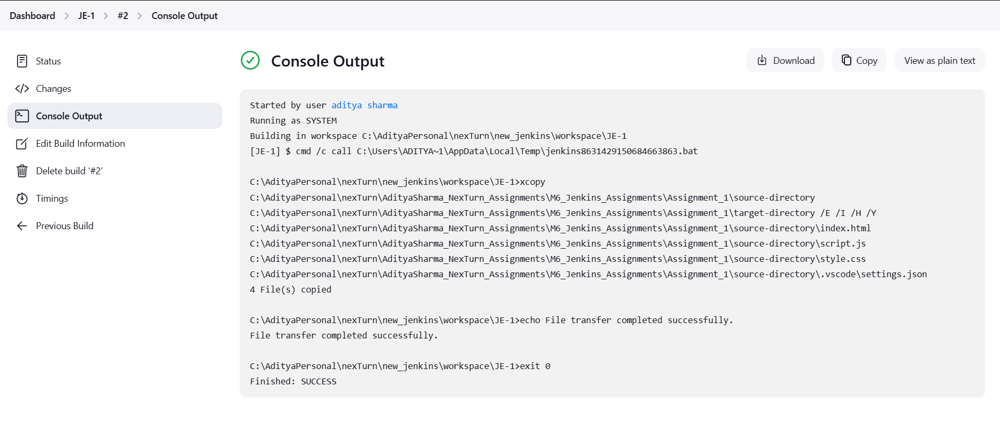 Dashboard > JE-1 > #2 > Console Output
Status
Changes
Console Output
Edit Build Information
Delete build ‘#2’
Timings
Previous Build
Console Output
Download
Copy
View as plain text
Started by user aditya sharma
Running as SYSTEM
Building in workspace C:\AdityaPersonal\nexTurn\new_jenkins\workspace\JE-1
[JE-1] $ cmd /c call C:\Users\ADITYA~1\AppData\Local\Temp\jenkins8631429150684663863.bat
C:\AdityaPersonal\nexTurn\new_jenkins\workspace\JE-1>xcopy
C:\AdityaPersonal\nexTurn\AdityaSharma_NexTurn_Assignments\M6_Jenkins_Assignments\Assignment_1\source-directory
C:\AdityaPersonal\nexTurn\AdityaSharma_NexTurn_Assignments\M6_Jenkins_Assignments\Assignment_1\target-directory /E /I /H /Y
C:\AdityaPersonal\nexTurn\AdityaSharma_NexTurn_Assignments\M6_Jenkins_Assignments\Assignment_1\source-directory\index.html
C:\AdityaPersonal\nexTurn\AdityaSharma_NexTurn_Assignments\M6_Jenkins_Assignments\Assignment_1\source-directory\script.js
C:\AdityaPersonal\nexTurn\AdityaSharma_NexTurn_Assignments\M6_Jenkins_Assignments\Assignment_1\source-directory\style.css
C:\AdityaPersonal\nexTurn\AdityaSharma_NexTurn_Assignments\M6_Jenkins_Assignments\Assignment_1\source-directory\.vscode\settings.json
4 File(s) copied
C:\AdityaPersonal\nexTurn\new_jenkins\workspace\JE-1>echo File transfer completed successfully.
File transfer completed successfully.
C:\AdityaPersonal\nexTurn\new_jenkins\workspace\JE-1>exit 0
Finished: SUCCESS